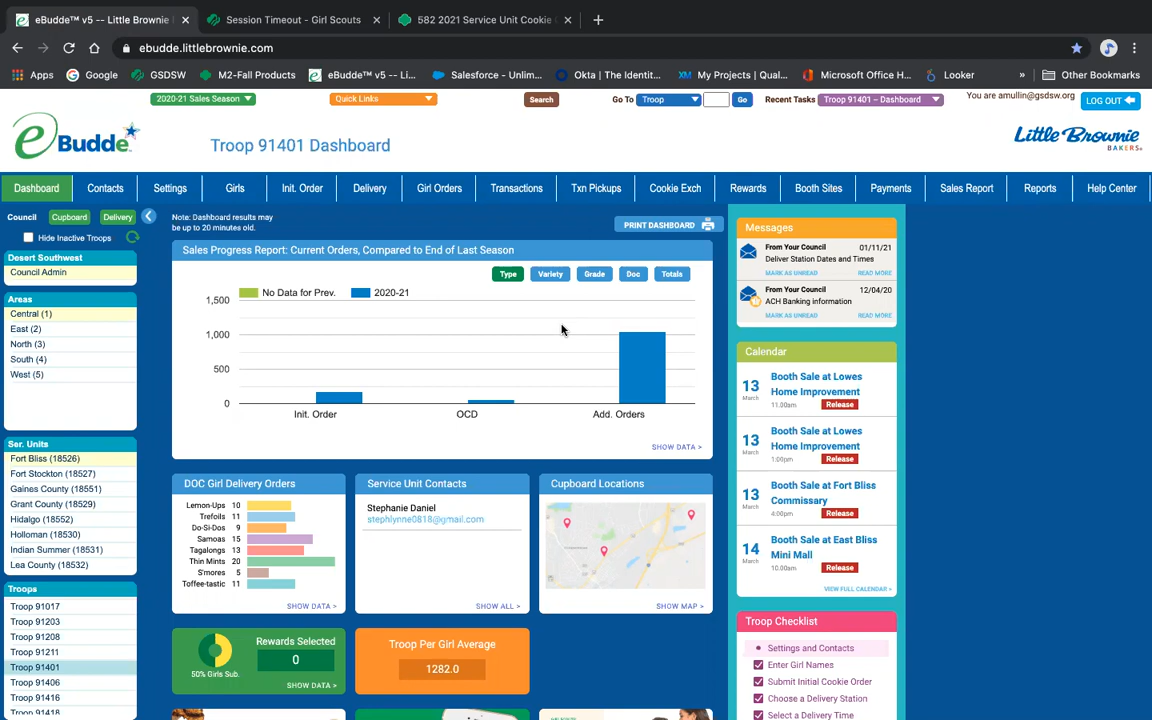 eBudde™ v5 -- Little Brownie
Session Timeout - Girl Scouts
582 2021 Service Unit Cookie
ebudde.littlebrownie.com
Apps
Google
GSDSW
M2-Fall Products
eBudde™ v5 -- Li...
Salesforce - Unlim...
Okta | The Identit...
XM My Projects | Qual...
Microsoft Office H...
Looker
»
Other Bookmarks
2020-21 Sales Season
Quick Links
Search
Go To
Troop
Go
Recent Tasks
Troop 91401 – Dashboard
You are amullin@gsdsw.org
LOG OUT
eBudde
Troop 91401 Dashboard
Little Brownie
BAKERS
Dashboard
Contacts
Settings
Girls
Init. Order
Delivery
Girl Orders
Transactions
Txn Pickups
Cookie Exch
Rewards
Booth Sites
Payments
Sales Report
Reports
Help Center
Council
Cupboard
Delivery
Hide Inactive Troops
Desert Southwest
Council Admin
Areas
Central (1)
East (2)
North (3)
South (4)
West (5)
Ser. Units
Fort Bliss (18526)
Fort Stockton (18527)
Gaines County (18551)
Grant County (18529)
Hidalgo (18552)
Holloman (18530)
Indian Summer (18531)
Lea County (18532)
Troops
Troop 91017
Troop 91203
Troop 91208
Troop 91211
Troop 91401
Troop 91406
Troop 91416
Troop 91418
Note: Dashboard results may
be up to 20 minutes old.
PRINT DASHBOARD
Sales Progress Report: Current Orders, Compared to End of Last Season
Type
Variety
Grade
Doc
Totals
No Data for Prev.
2020-21
1,500
1,000
500
0
Init. Order
OCD
Add. Orders
SHOW DATA >
DOC Girl Delivery Orders
Lemon-Ups 10
Trefoils 11
Do-Si-Dos 9
Samoas 15
Tagalongs 13
Thin Mints 20
S'mores 5
Toffee-tastic 11
SHOW DATA >
Service Unit Contacts
Stephanie Daniel
stephlynne0818@gmail.com
SHOW ALL >
Cupboard Locations
SHOW MAP >
50% Girls Sub.
Rewards Selected
0
SHOW DATA >
Troop Per Girl Average
1282.0
Messages
From Your Council 01/11/21
Deliver Station Dates and Times
MARK AS UNREAD READ MORE
From Your Council 12/04/20
ACH Banking information
MARK AS UNREAD READ MORE
Calendar
13 March
Booth Sale at Lowes
Home Improvement
11:00am Release
13 March
Booth Sale at Lowes
Home Improvement
1:00pm Release
13 March
Booth Sale at Fort Bliss
Commissary
4:00pm Release
14 March
Booth Sale at East Bliss
Mini Mall
10:00am Release
VIEW FULL CALENDAR >
Troop Checklist
Settings and Contacts
Enter Girl Names
Submit Initial Cookie Order
Choose a Delivery Station
Select a Delivery Time